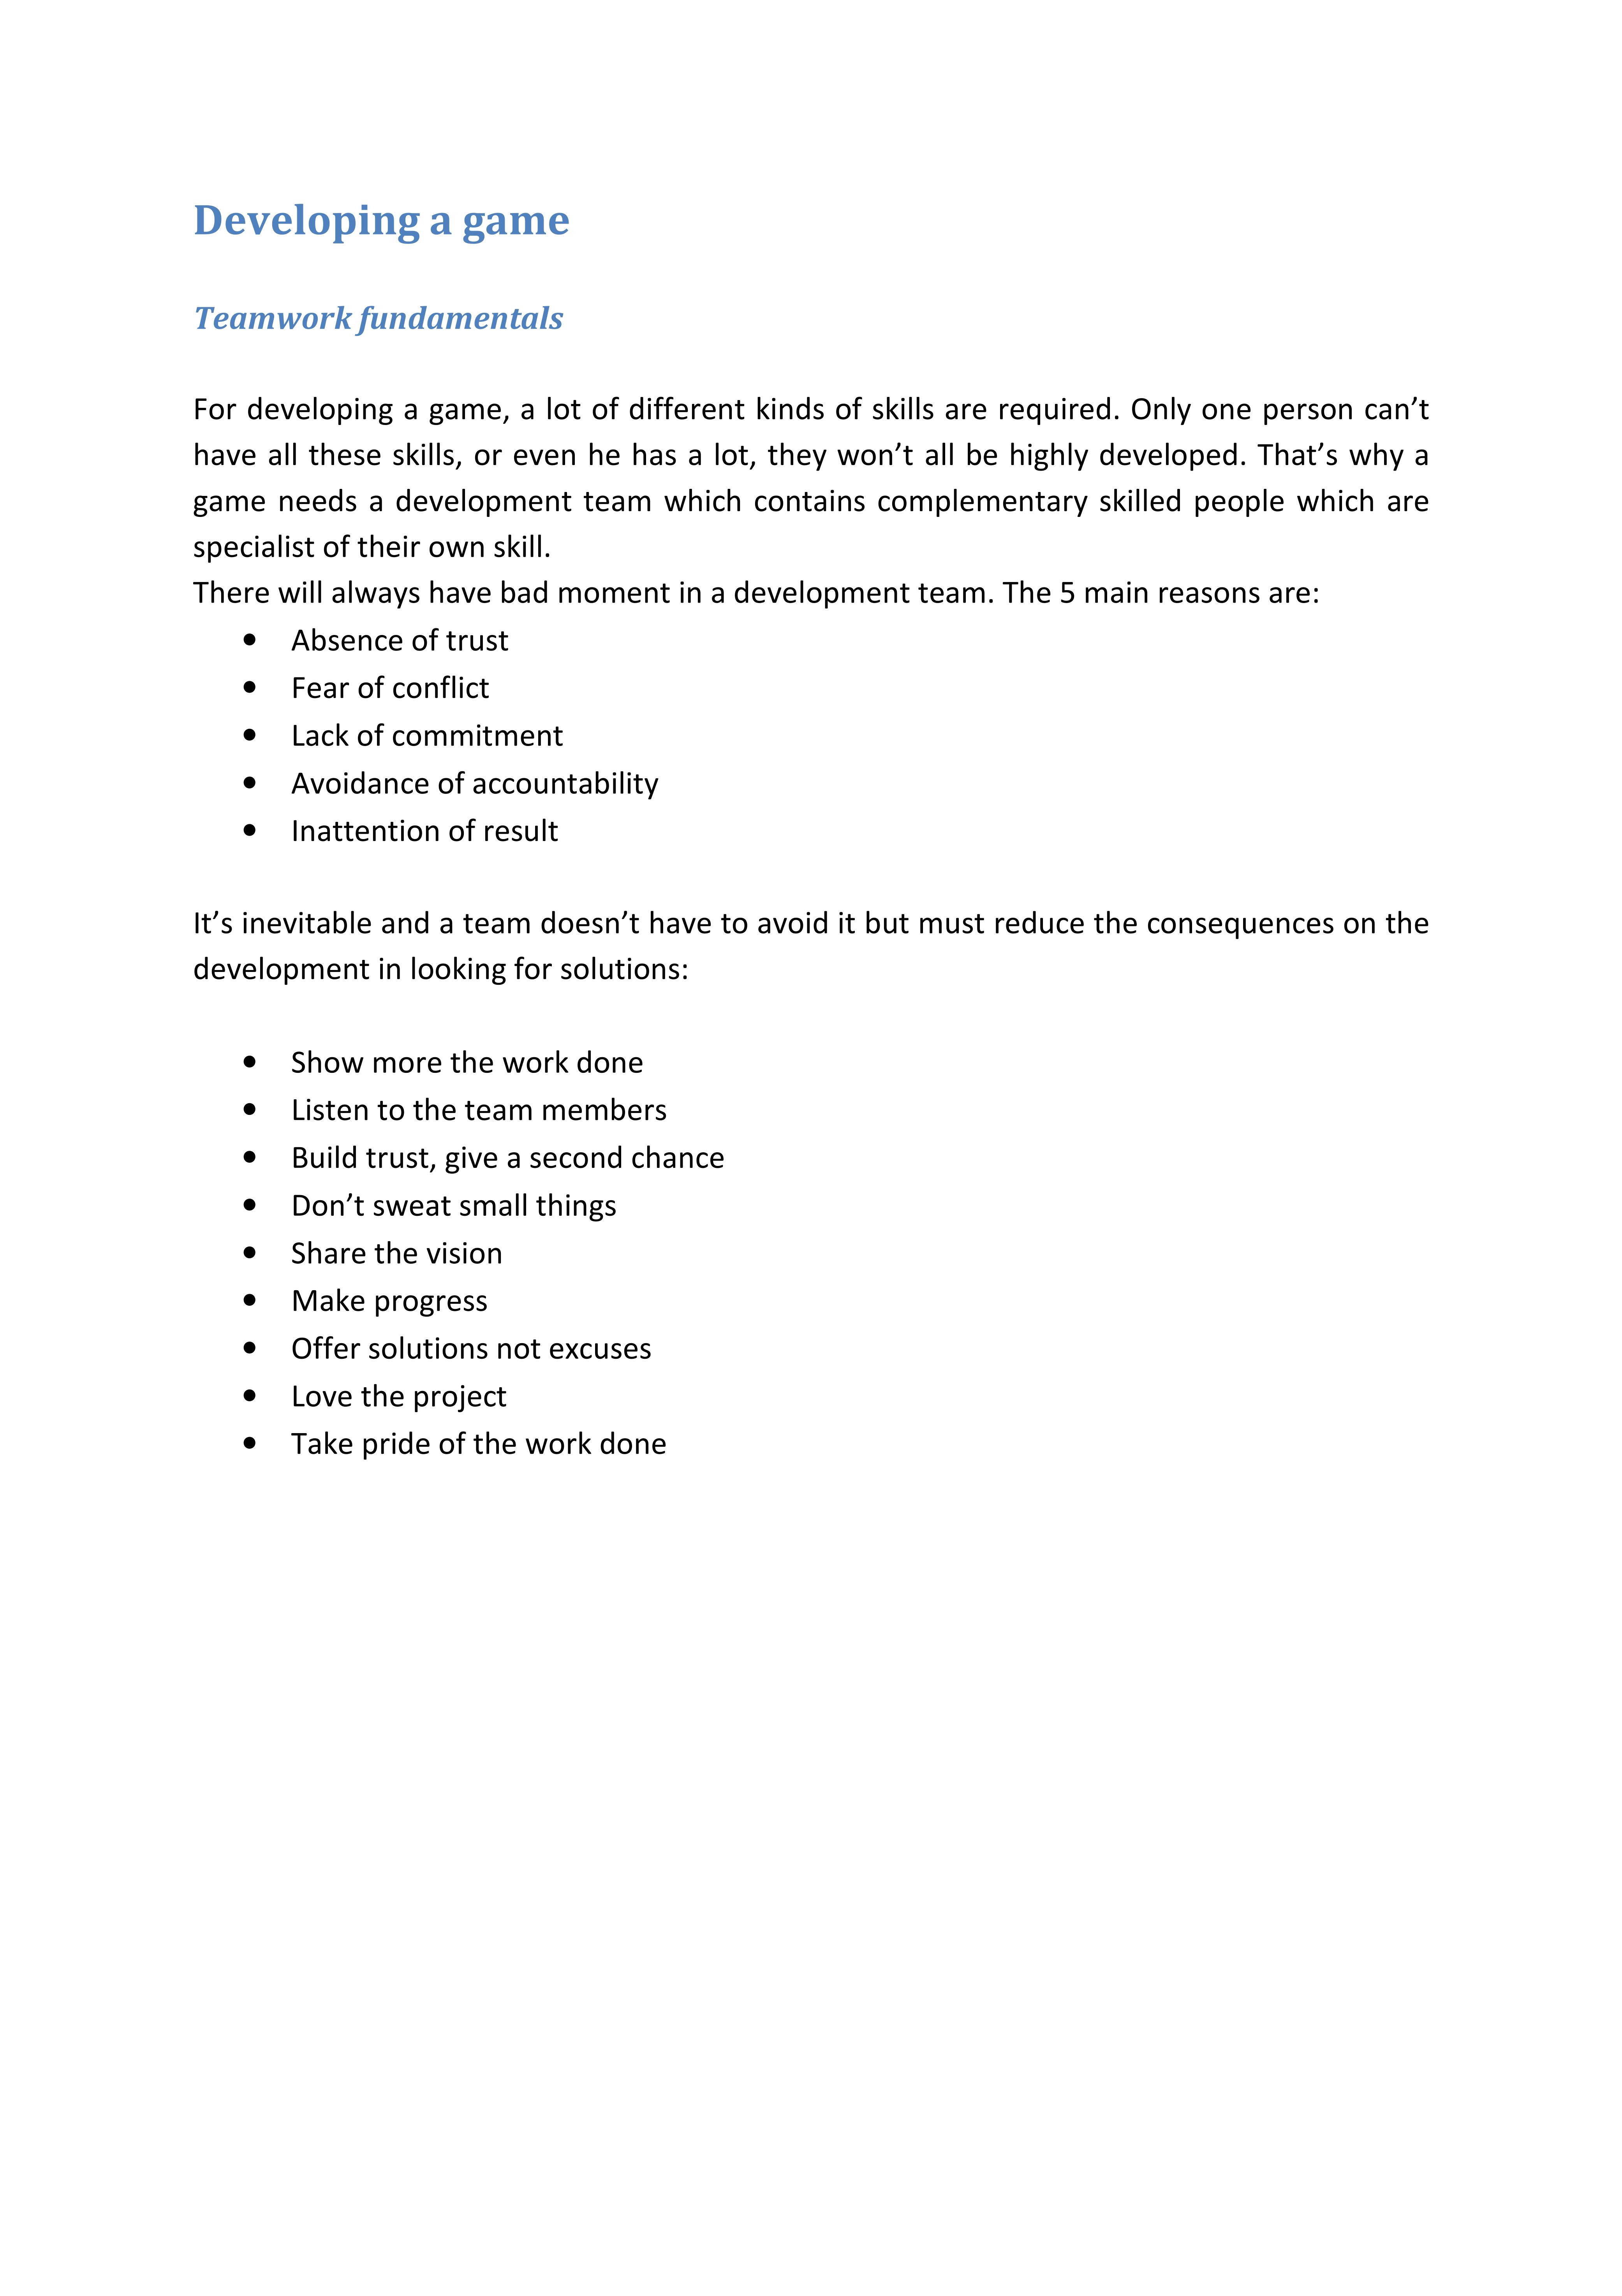 Developing a game
Teamwork fundamentals
For developing a game, a lot of different kinds of skills are required. Only one person can’t
have all these skills, or even he has a lot, they won’t all be highly developed. That’s why a
game needs a development team which contains complementary skilled people which are
specialist of their own skill.
There will always have bad moment in a development team. The 5 main reasons are:
• Absence of trust
• Fear of conflict
• Lack of commitment
• Avoidance of accountability
• Inattention of result
It’s inevitable and a team doesn’t have to avoid it but must reduce the consequences on the
development in looking for solutions:
• Show more the work done
• Listen to the team members
• Build trust, give a second chance
• Don’t sweat small things
• Share the vision
• Make progress
• Offer solutions not excuses
• Love the project
• Take pride of the work done